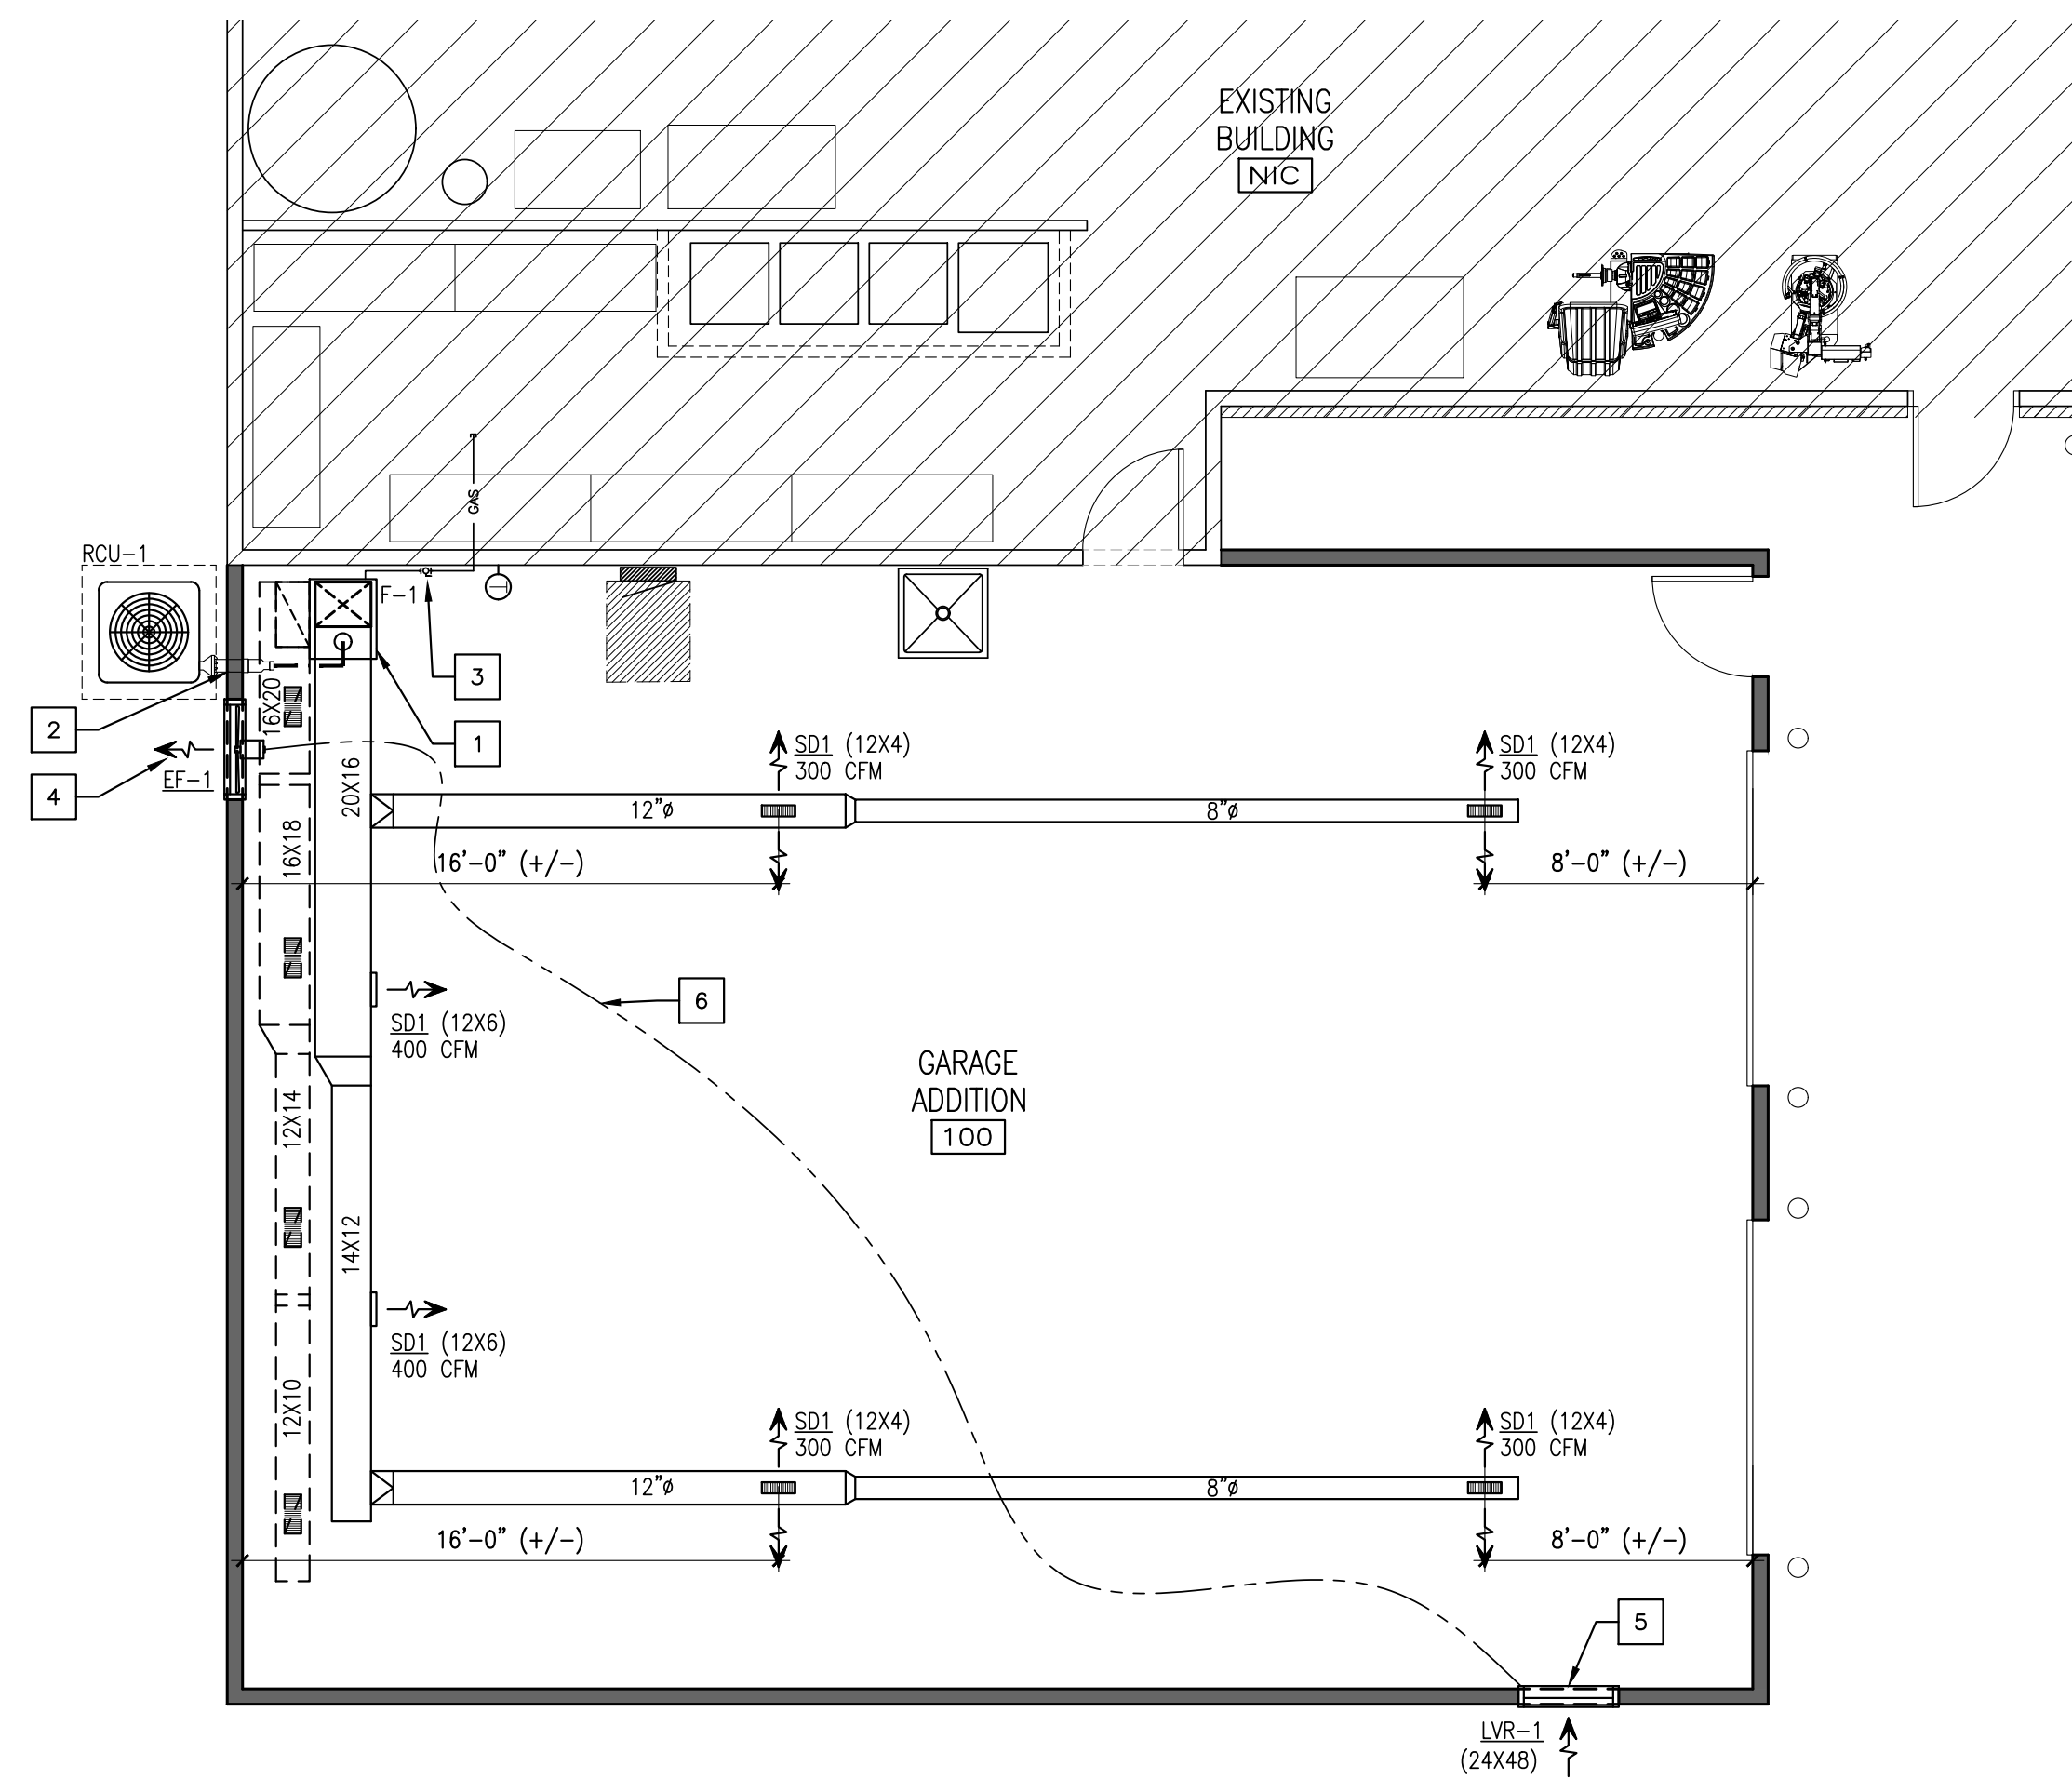 EXISTING
BUILDING
NIC
GAS
RCU-1
F-1
T
3
16X20
2
1
4
EF-1
SD1 (12X4)
300 CFM
SD1 (12X4)
300 CFM
20X16
12"ø
8"ø
16X18
16'-0" (+/-)
8'-0" (+/-)
6
SD1 (12X6)
400 CFM
GARAGE
ADDITION
100
12X14
14X12
SD1 (12X6)
400 CFM
12X10
SD1 (12X4)
300 CFM
SD1 (12X4)
300 CFM
12"ø
8"ø
16'-0" (+/-)
8'-0" (+/-)
5
LVR-1
(24X48)